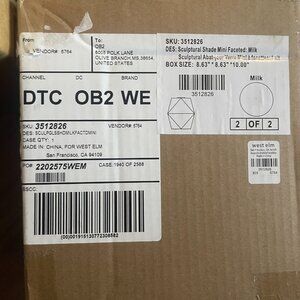 From
VENDOR# 5764
To:
OB2
POLK LANE
OLIVE BRANCH, MS, 38654,
UNITED STATES
CHANNEL DC BRAND
DTC OB2 WE
SKU: 3512826 VENDOR# 5764
CASE QTY: 1
MADE IN: CHINA, FOR WEST ELM
San Francisco, CA 94109
PO# 2202575WEM CASE: 1940 OF 2588
SSCC:
SKU: 3512826
DES: Sculptural Shade Mini Faceted: Milk
BOX SIZE: 8.63" * 8.63" *10.00"
3512826
Milk
2 OF 2
west elm